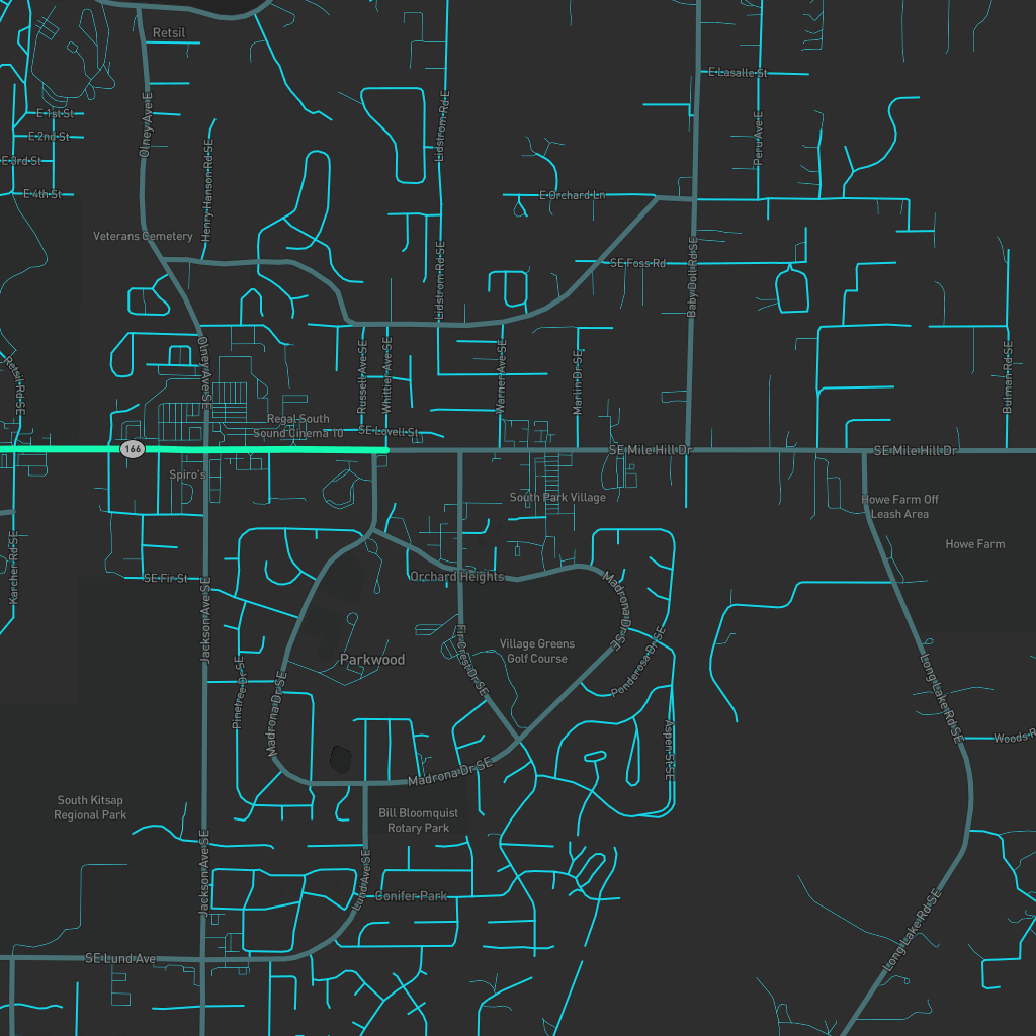 Retsil
E Lasalle St
E 1st St
Olney Ave E
Lidstrom Rd E
Peru Ave E
E 2nd St
E 3rd St
Henry Hanson Rd SE
E 4th St
E Orchard Ln
Veterans Cemetery
Lidstrom Rd SE
Baby Doll Rd SE
SE Foss Rd
Olney Ave SE
Retsil Rd SE
Russell Ave SE
Whittier Ave SE
Warner Ave SE
Marlin Dr SE
Bulman Rd SE
Regal South
Sound Cinema 10
SE Lovell St
166
SE Mile Hill Dr
SE Mile Hill Dr
Spiro's
South Park Village
Howe Farm Off
Leash Area
Howe Farm
Karcher Rd SE
SE Fir St
Orchard Heights
Jackson Ave SE
Madrona Dr SE
Village Greens
Golf Course
Parkwood
Fircrest Dr SE
Ponderosa Dr SE
Pinetree Dr SE
Madrona Dr SE
Long Lake Rd SE
Aspen St SE
Woods R
Madrona Dr SE
South Kitsap
Regional Park
Bill Bloomquist
Rotary Park
Jackson Ave SE
Lund Ave SE
Conifer Park
Long Lake Rd SE
SE Lund Ave